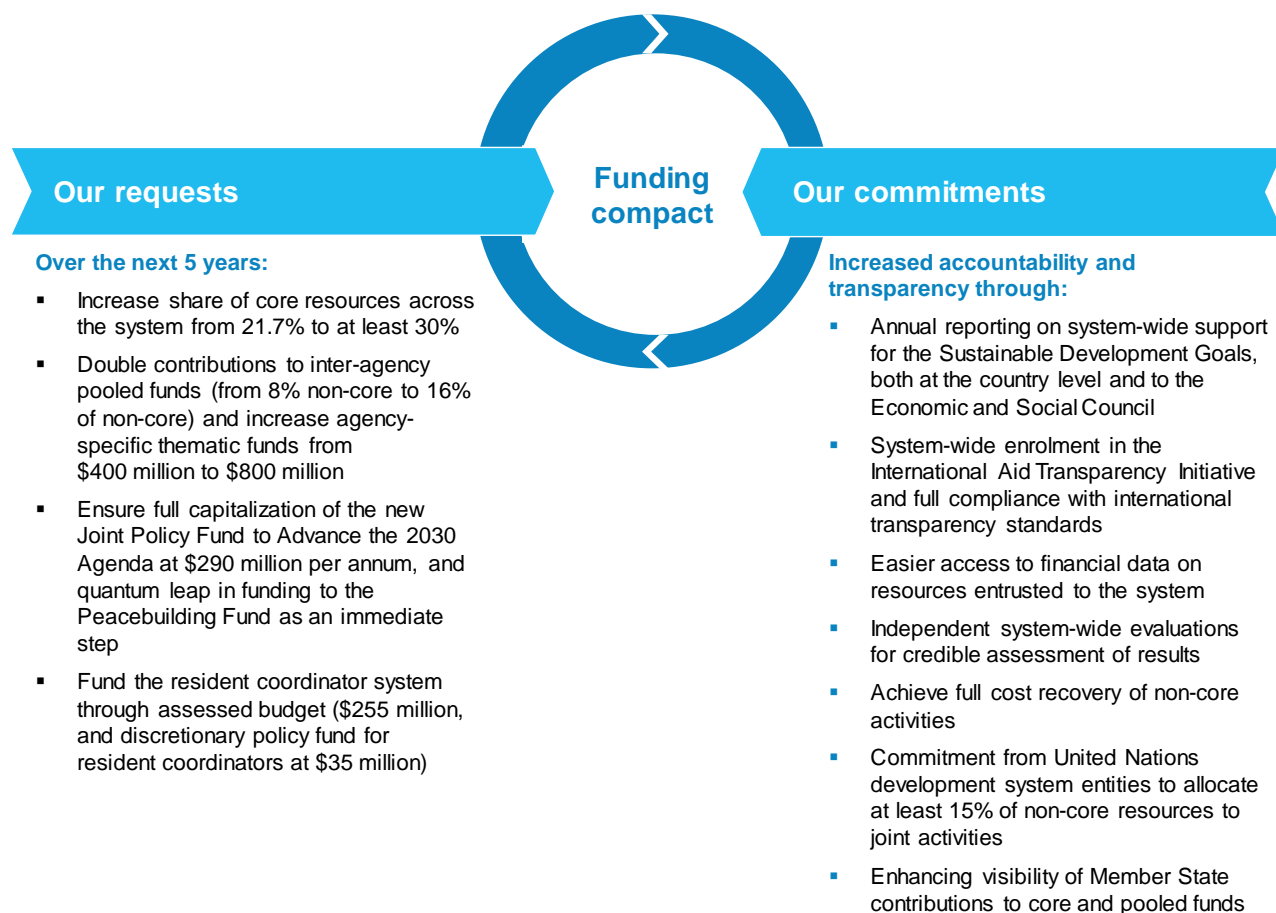 Funding
compact
Our requests
Over the next 5 years:
▪ Increase share of core resources across
the system from 21.7% to at least 30%
▪ Double contributions to inter-agency
pooled funds (from 8% non-core to 16%
of non-core) and increase agency-
specific thematic funds from
$400 million to $800 million
▪ Ensure full capitalization of the new
Joint Policy Fund to Advance the 2030
Agenda at $290 million per annum, and
quantum leap in funding to the
Peacebuilding Fund as an immediate
step
▪ Fund the resident coordinator system
through assessed budget ($255 million,
and discretionary policy fund for
resident coordinators at $35 million)
Our commitments
Increased accountability and
transparency through:
▪ Annual reporting on system-wide support
for the Sustainable Development Goals,
both at the country level and to the
Economic and Social Council
▪ System-wide enrolment in the
International Aid Transparency Initiative
and full compliance with international
transparency standards
▪ Easier access to financial data on
resources entrusted to the system
▪ Independent system-wide evaluations
for credible assessment of results
▪ Achieve full cost recovery of non-core
activities
▪ Commitment from United Nations
development system entities to allocate
at least 15% of non-core resources to
joint activities
▪ Enhancing visibility of Member State
contributions to core and pooled funds